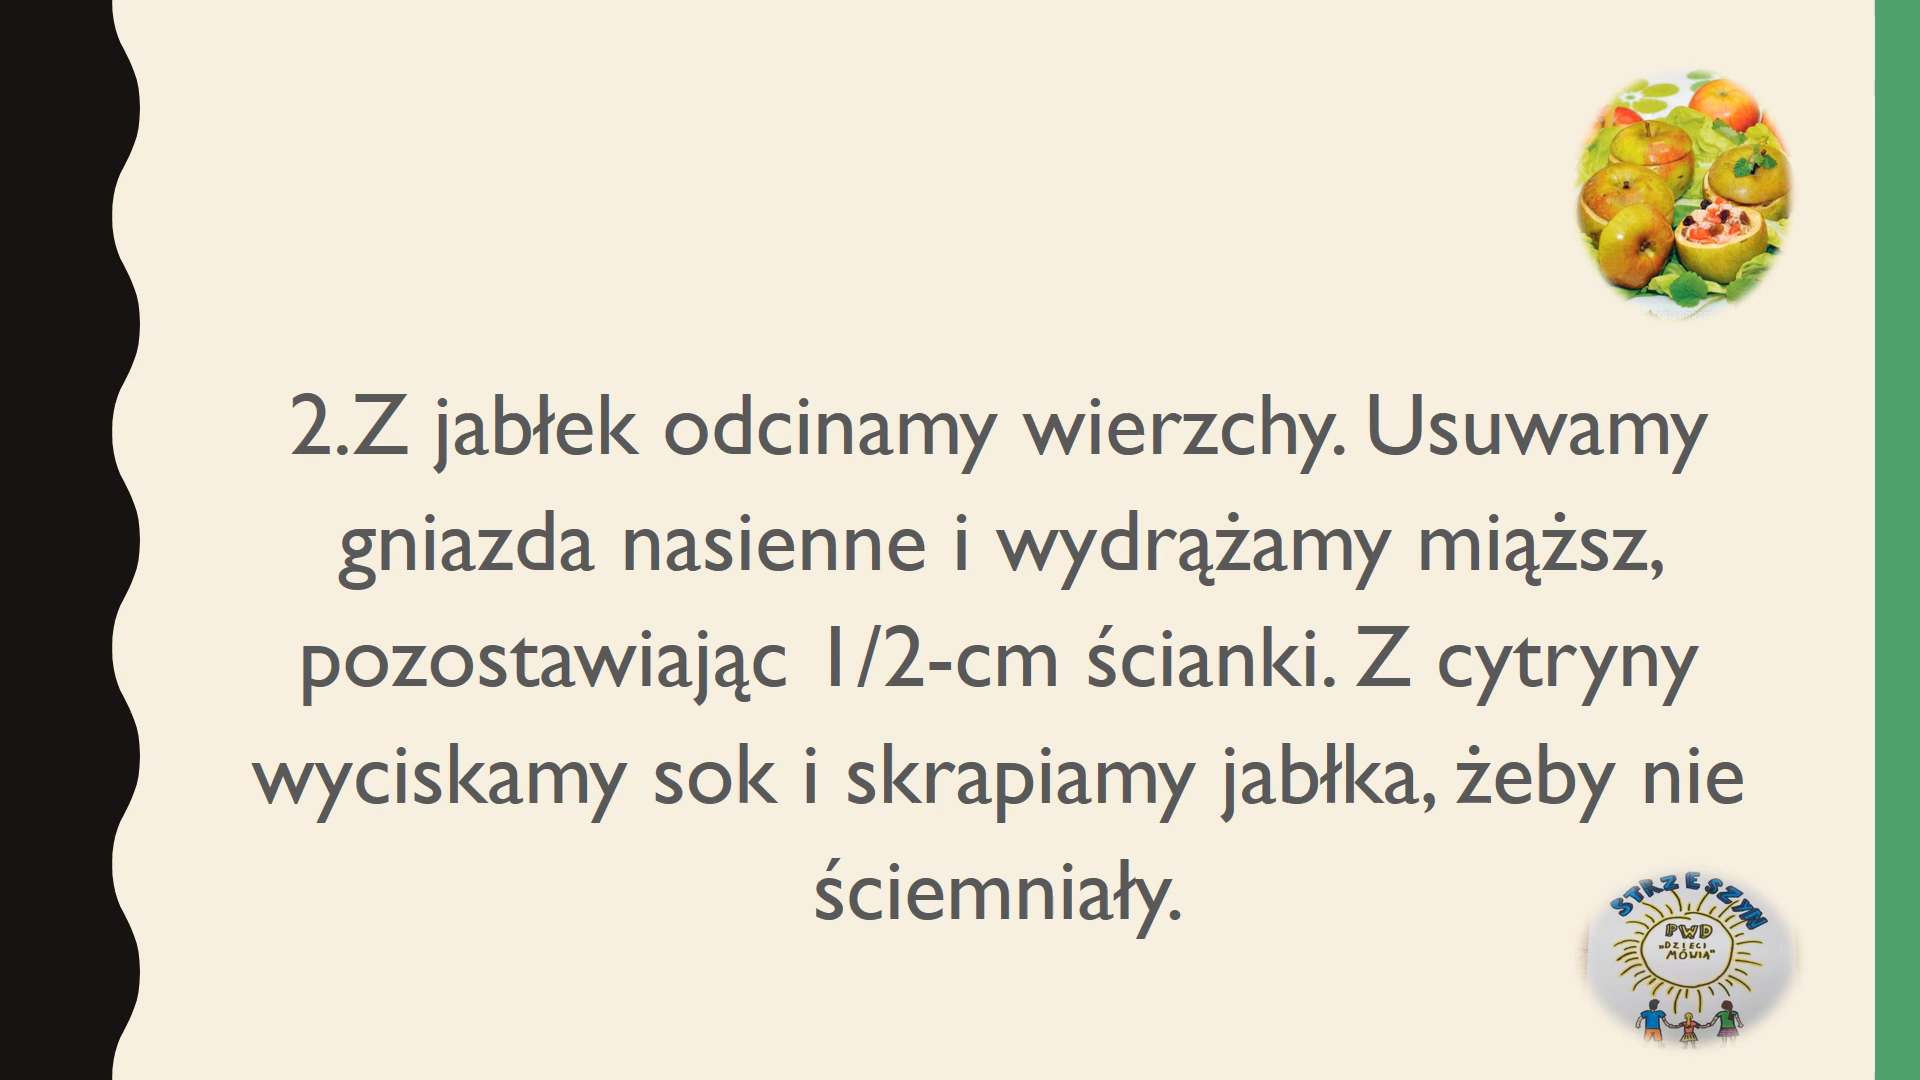 2.Z jabłek odcinamy wierzchy. Usuwamy
gniazda nasienne i wydrążamy miąższ,
pozostawiając 1/2-cm ścianki. Z cytryny
wyciskamy sok i skrapiamy jabłka, żeby nie
ściemniały.
STRZESZYN
PWD
"DZIECI
MÓWIĄ"